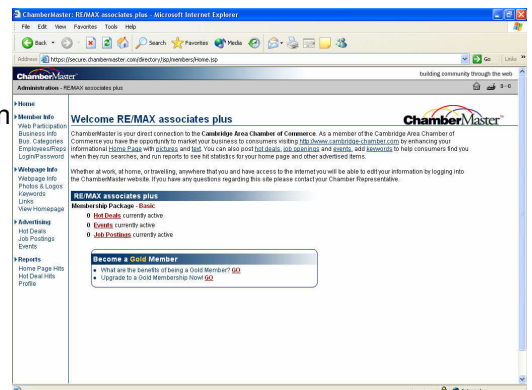 ChamberMaster: RE/MAX associates plus - Microsoft Internet Explorer
File Edit View Favorites Tools Help
Back Search Favorites Media
Address https://secure.chambermaster.com/directory/jsp/members/Home.jsp Go Links »
ChamberMaster building community through the web
Administration - RE/MAX associates plus
n
Home
Member Info
Web Participation
Business Info
Bus. Categories
Employees/Reps
Login/Password
Webpage Info
Webpage Info
Photos & Logos
Keywords
Links
View Homepage
Advertising
Hot Deals
Job Postings
Events
Reports
Home Page Hits
Hot Deal Hits
Profile
Welcome RE/MAX associates plus
ChamberMaster
ChamberMaster is your direct connection to the Cambridge Area Chamber of Commerce. As a member of the Cambridge Area Chamber of
Commerce you have the opportunity to market your business to consumers visiting http://www.cambridge-chamber.com by enhancing your
informational Home Page with pictures and text. You can also post hot deals, job openings and events, add keywords to help consumers find you
when they run searches, and run reports to see hit statistics for your home page and other advertised items.
Whether at work, at home, or travelling, anywhere that you and have access to the internet you will be able to edit your information by logging into
the ChamberMaster website. If you have any questions regarding this site please contact your Chamber Representative.
RE/MAX associates plus
Membership Package - Basic
0 Hot Deals currently active
0 Events currently active
0 Job Postings currently active
Become a Gold Member
• What are the benefits of being a Gold Member? GO
• Upgrade to a Gold Membership Now! GO